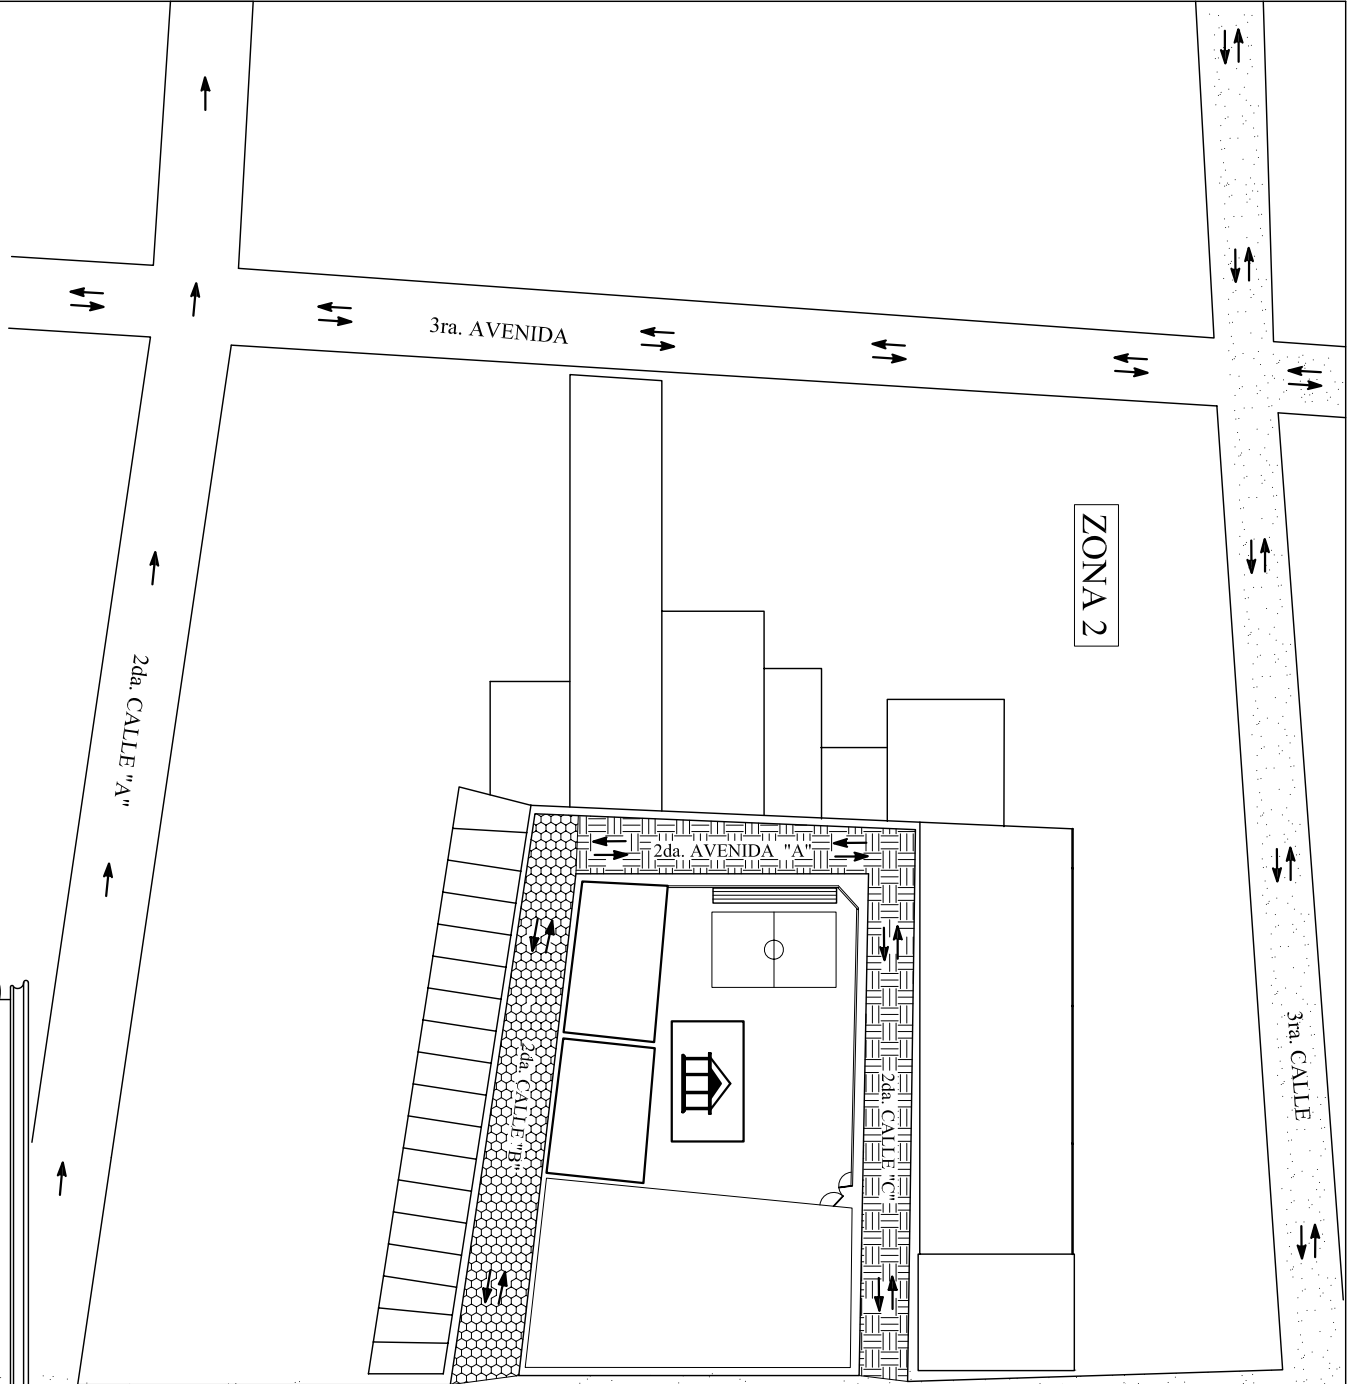 3ra. AVENIDA
ZONA 2
2da. CALLE "A"
2da. AVENIDA "A"
2da. CALLE "B"
2da. CALLE "C"
3ra. CALLE